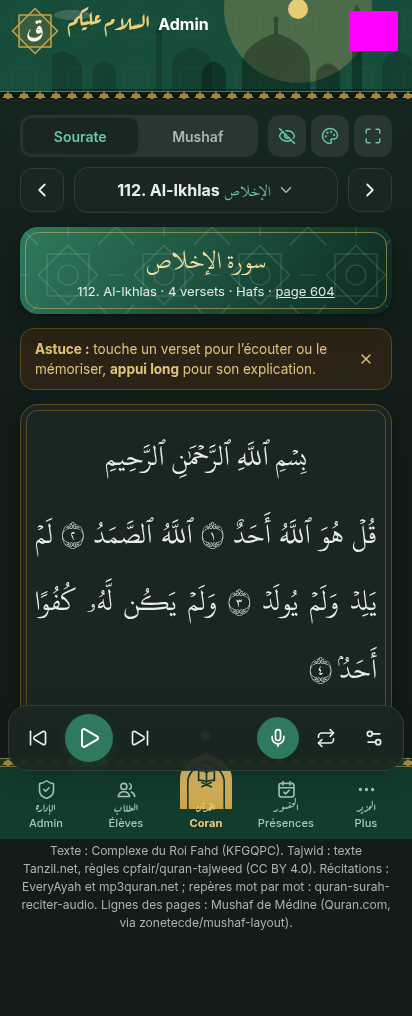 ق السلام عليكم Admin
Sourate Mushaf
112. Al-Ikhlas الإخلاص
سورة الإخلاص
112. Al-Ikhlas · 4 versets · Hafs · page 604
Astuce : touche un verset pour l’écouter ou le
mémoriser, appui long pour son explication.
بِسۡمِ ٱللَّهِ ٱلرَّحۡمَٰنِ ٱلرَّحِيمِ
قُلۡ هُوَ ٱللَّهُ أَحَدٌ ١ ٱللَّهُ ٱلصَّمَدُ ٢ لَمۡ
يَلِدۡ وَلَمۡ يُولَدۡ ٣ وَلَمۡ يَكُن لَّهُۥ كُفُوًا
أَحَدُۢ ٤
الإدارة الطلاب القرآن الحضور المزيد
Admin Élèves Coran Présences Plus
Texte : Complexe du Roi Fahd (KFGQPC). Tajwid : texte
Tanzil.net, règles cpfair/quran-tajweed (CC BY 4.0). Récitations :
EveryAyah et mp3quran.net ; repères mot par mot : quran-surah-
reciter-audio. Lignes des pages : Mushaf de Médine (Quran.com,
via zonetecde/mushaf-layout).